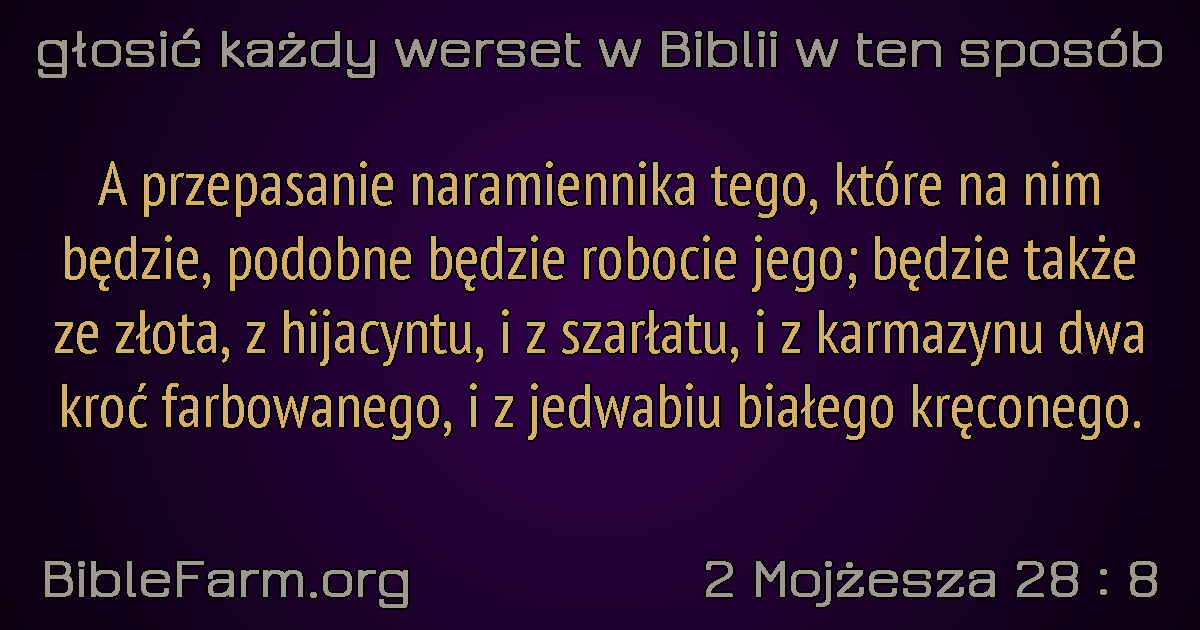 głosić każdy werset w Biblii w ten sposób
A przepasanie naramiennika tego, które na nim
będzie, podobne będzie robocie jego; będzie także
ze złota, z hijacyntu, i z szarłatu, i z karmazynu dwa
kroć farbowanego, i z jedwabiu białego kręconego.
BibleFarm.org
2 Mojżesza 28 : 8